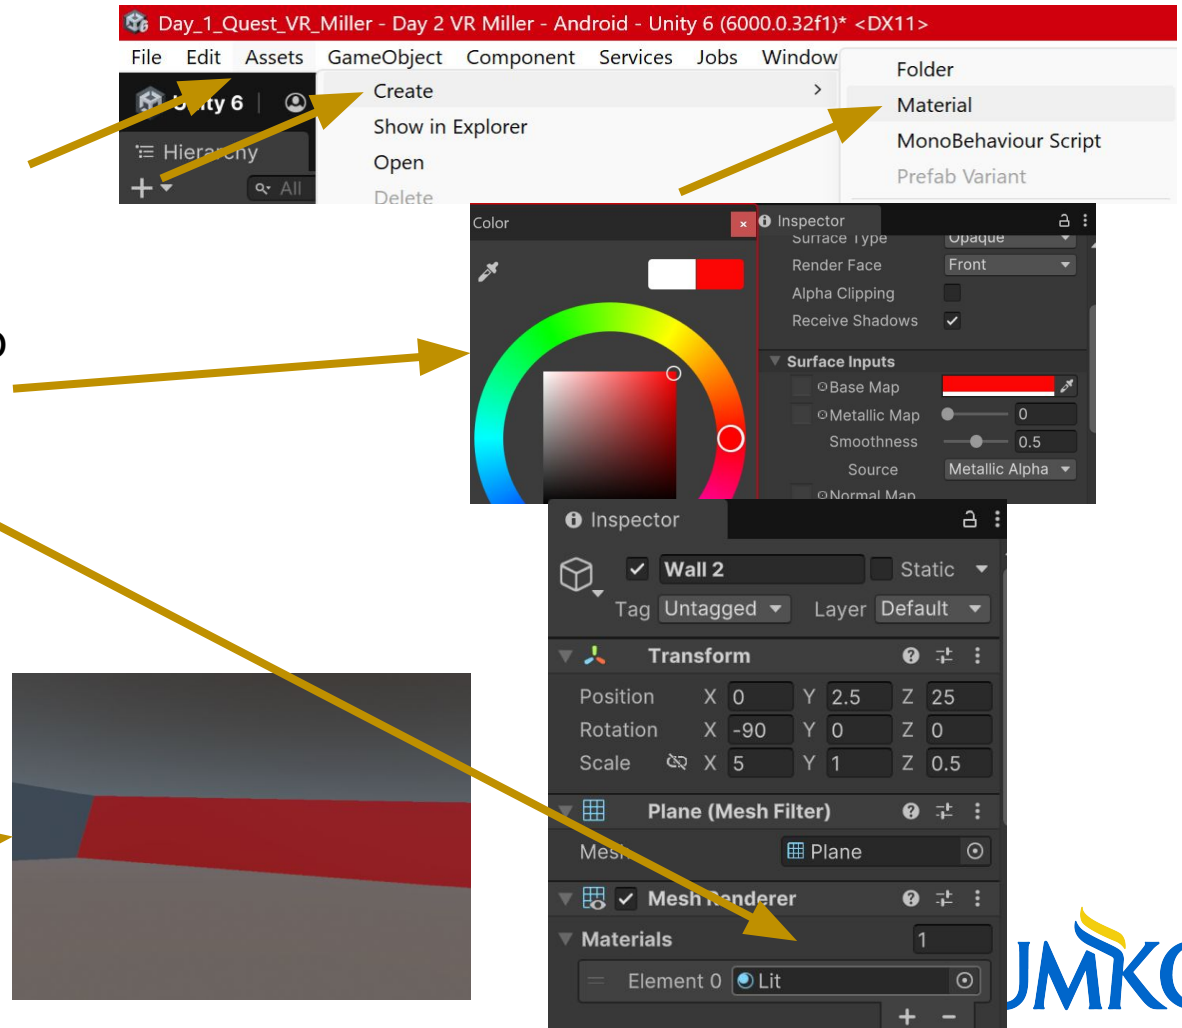 Day_1_Quest_VR_Miller - Day 2 VR Miller - Android - Unity 6 (6000.0.32f1)* <DX11>
File Edit Assets GameObject Component Services Jobs Window
Unity 6
Hierarchy
All
Create
Show in Explorer
Open
Delete
Folder
Material
MonoBehaviour Script
Prefab Variant
Color
Inspector
Surface Type Opaque
Render Face Front
Alpha Clipping
Receive Shadows
Surface Inputs
Base Map
Metallic Map 0
Smoothness 0.5
Source Metallic Alpha
Normal Map
Inspector
Wall 2 Static
Tag Untagged Layer Default
Transform
Position X 0 Y 2.5 Z 25
Rotation X -90 Y 0 Z 0
Scale X 5 Y 1 Z 0.5
Plane (Mesh Filter)
Mesh Plane
Mesh Renderer
Materials 1
Element 0 Lit
UMKC